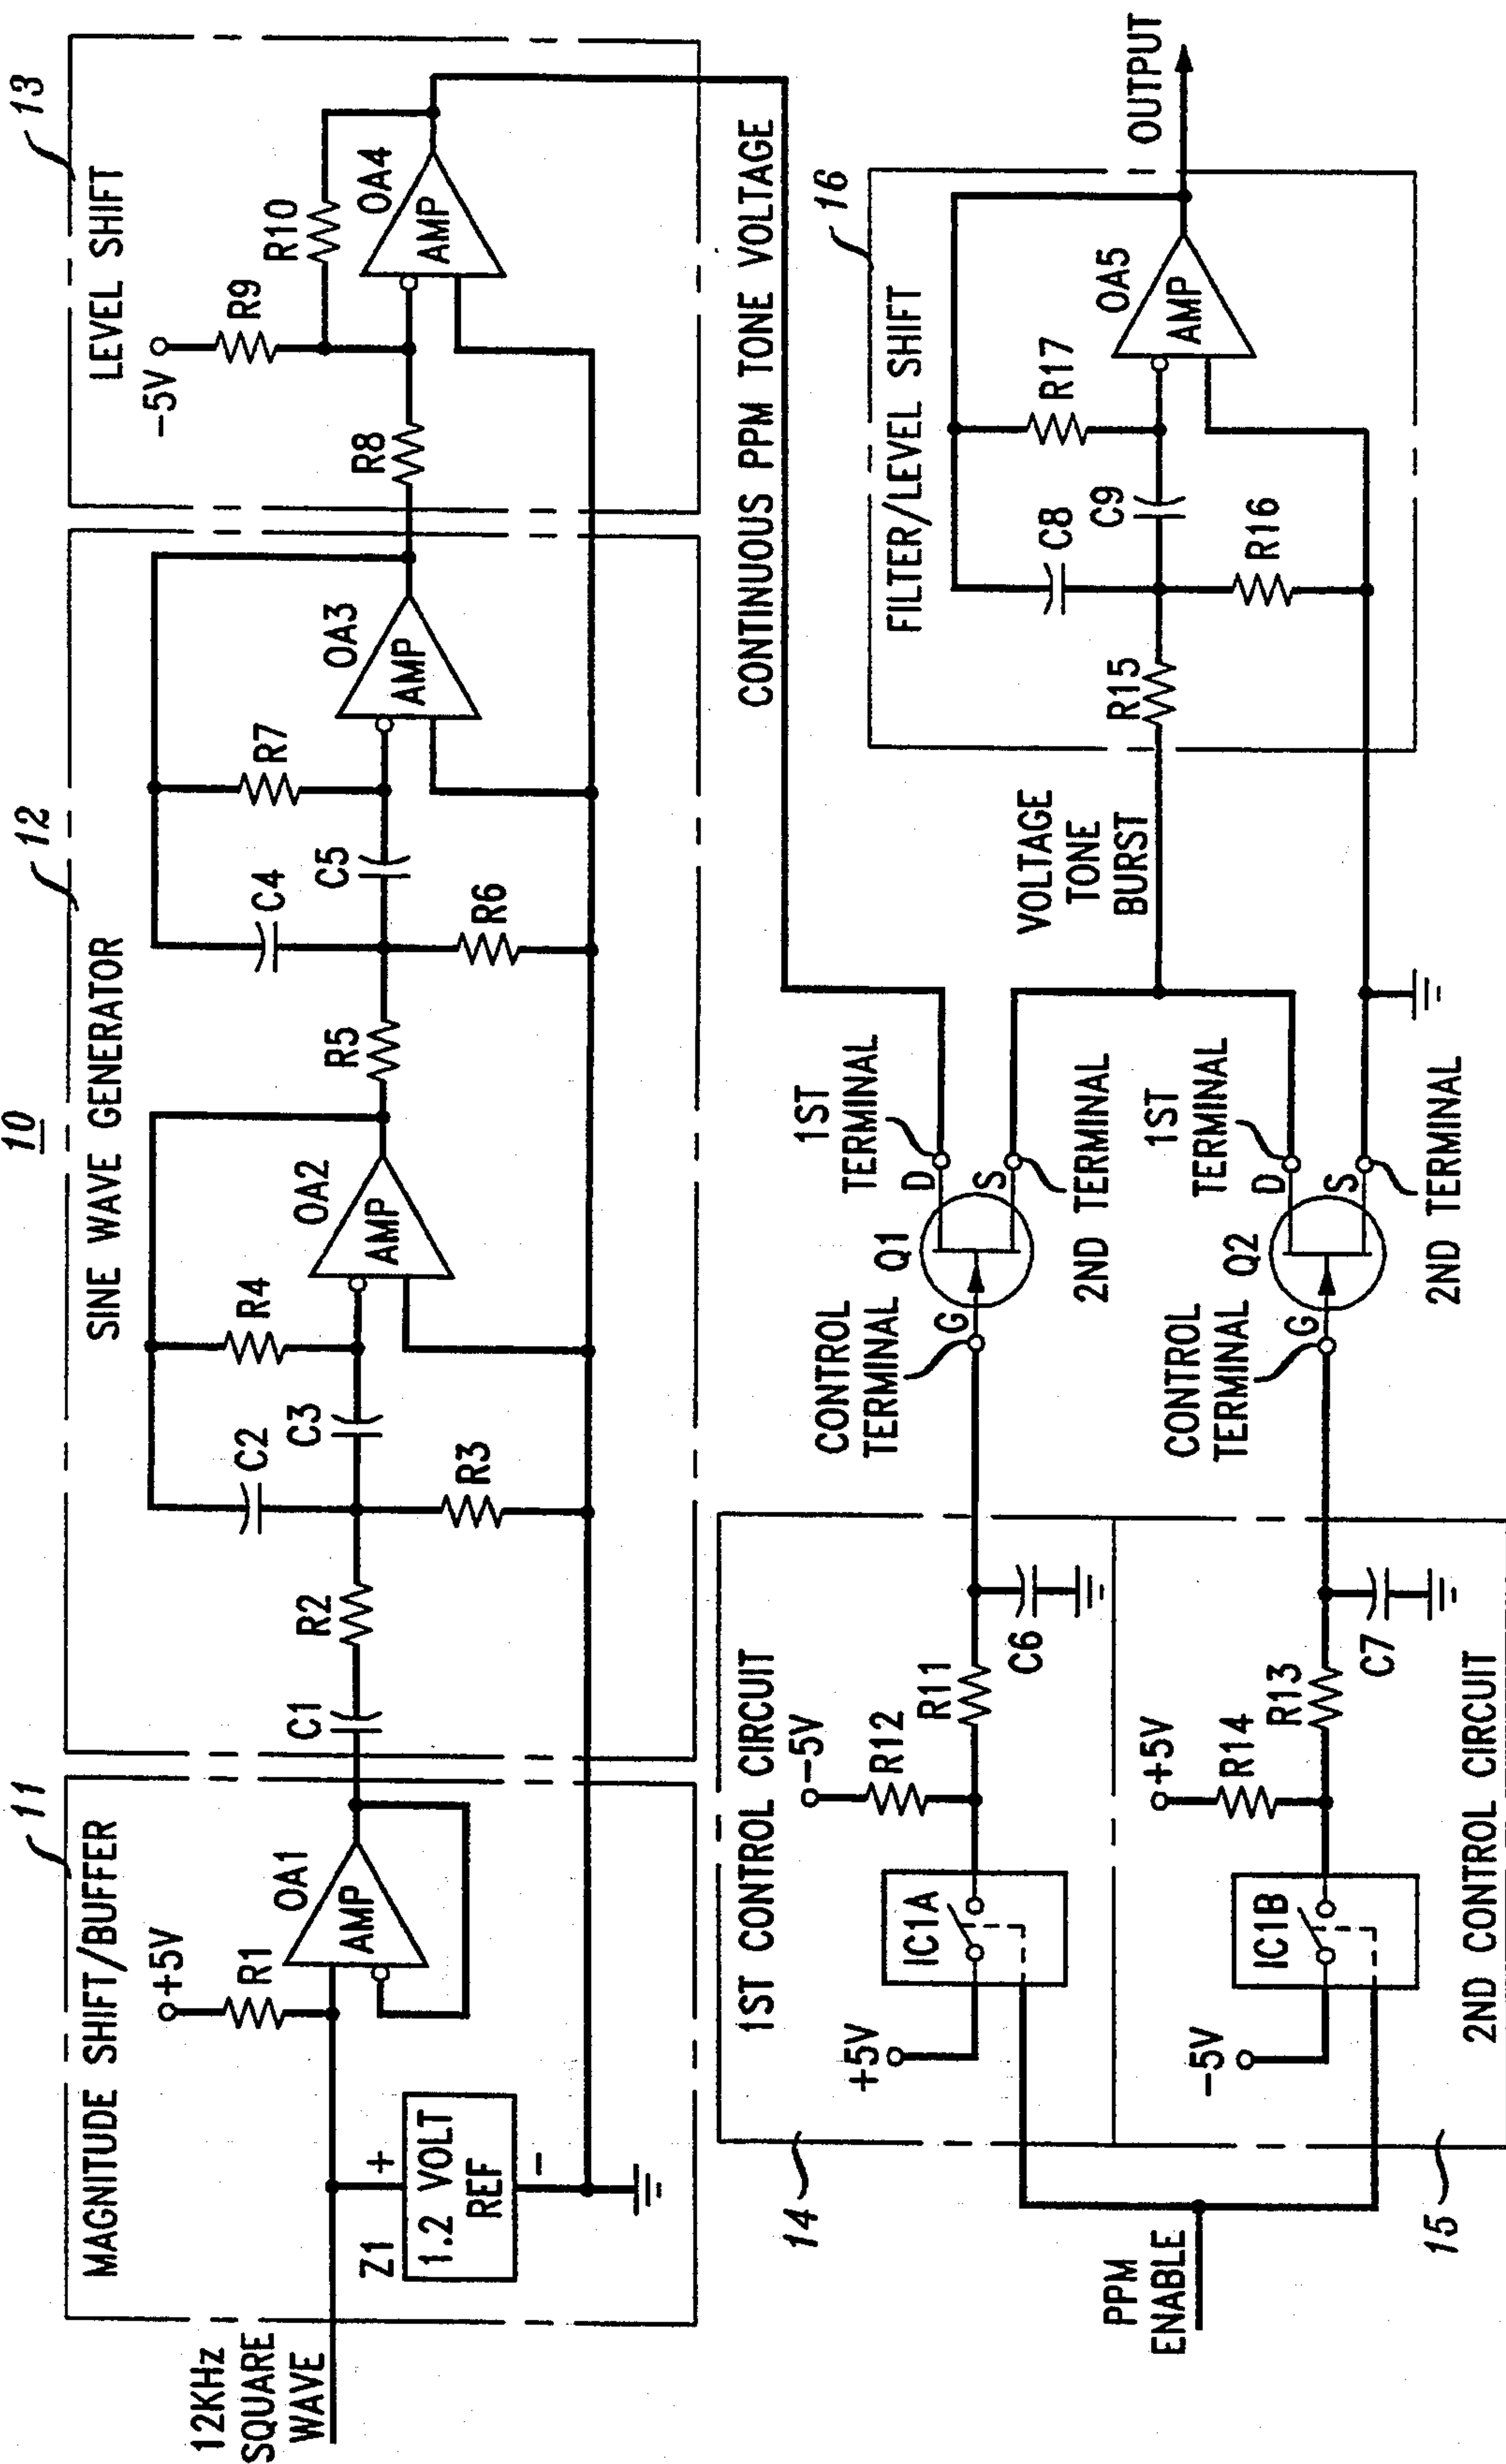 10
11
MAGNITUDE SHIFT/BUFFER
12KHz
SQUARE
WAVE
Z1
+
1.2 VOLT
REF
-
+5V
R1
OA1
AMP
12
SINE WAVE GENERATOR
C1
R2
C2
C3
R3
R4
OA2
AMP
R5
C4
C5
R6
R7
OA3
AMP
13
LEVEL SHIFT
-5V
R8
R9
R10
OA4
AMP
CONTINUOUS PPM TONE VOLTAGE
PPM
ENABLE
14
1ST CONTROL CIRCUIT
+5V
IC1A
-5V
R12
R11
C6
15
2ND CONTROL CIRCUIT
-5V
IC1B
+5V
R14
R13
C7
CONTROL
TERMINAL
G
Q1
D
S
1ST
TERMINAL
2ND TERMINAL
CONTROL
TERMINAL
G
Q2
D
S
1ST
TERMINAL
2ND TERMINAL
VOLTAGE
TONE
BURST
16
FILTER/LEVEL SHIFT
R15
C8
C9
R16
R17
OA5
AMP
OUTPUT